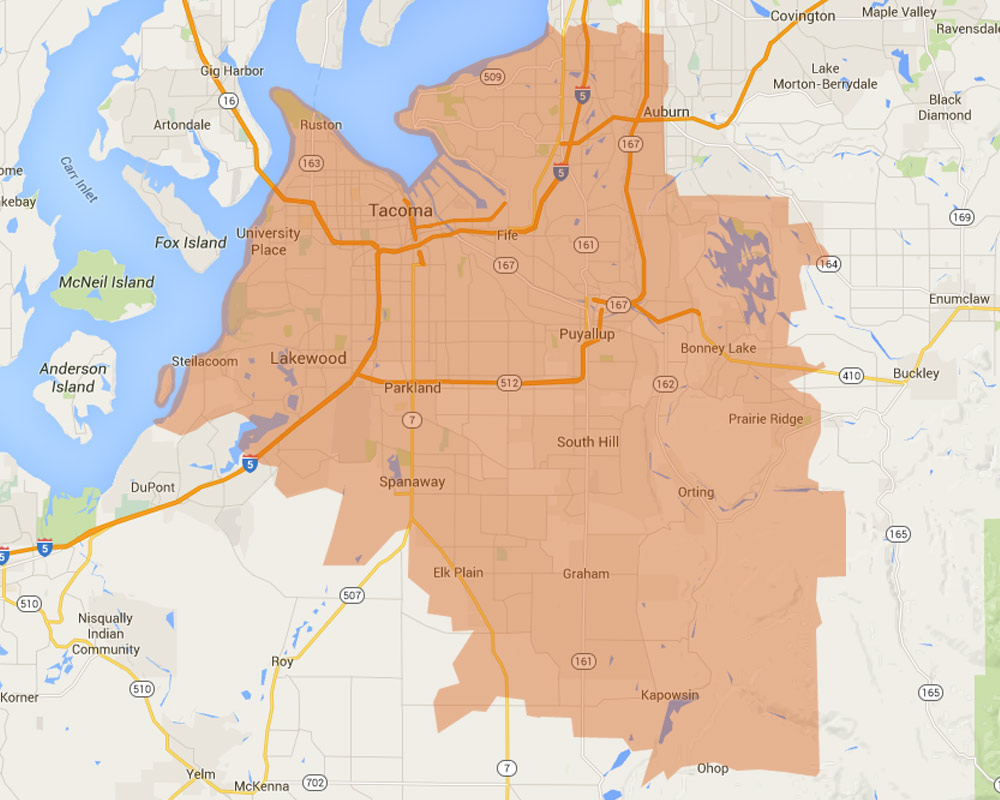 Covington
Maple Valley
Ravensdale
Gig Harbor
509
Lake
Morton-Berrydale
16
5
Black
Diamond
Artondale
Ruston
Auburn
163
167
ome
Carr Inlet
5
kebay
Tacoma
169
Fox Island
University
Place
Fife
161
167
164
McNeil Island
Enumclaw
167
Puyallup
Steilacoom
Lakewood
Bonney Lake
Anderson
Island
Parkland
512
162
410
Buckley
7
Prairie Ridge
South Hill
5
Spanaway
DuPont
Orting
165
5
5
Elk Plain
Graham
507
510
Nisqually
Indian
Community
Roy
161
510
Korner
Kapowsin
165
Yelm
7
Ohop
McKenna
702